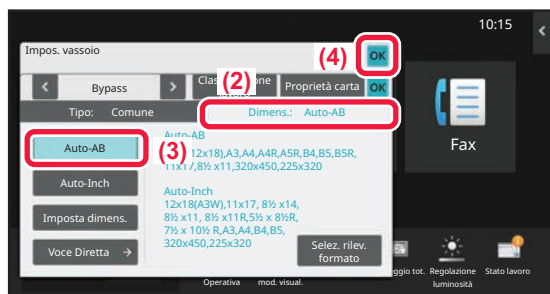 10:15
Impos. vassoio
(4)
OK
Bypass
(2)
Proprietà carta
OK
Tipo: Comune
Dimens.: Auto-AB
Auto-AB
(3)
Auto-AB
12x18),A3,A4,A4R,A5R,B4,B5,B5R,
11x17,8½ x11,320x450,225x320
Auto-Inch
Auto-Inch
12x18(A3W),11x17, 8½ x14,
8½ x11, 8½ x11R,5½ x 8½R,
7½ x 10½ R,A3,A4,B4,B5,
320x450,225x320
Imposta dimens.
Voce Diretta →
Selez. rilev.
formato
Fax
ggio tot.
Regolazione
luminosità
Stato lavoro
Operativa
mod. visual.